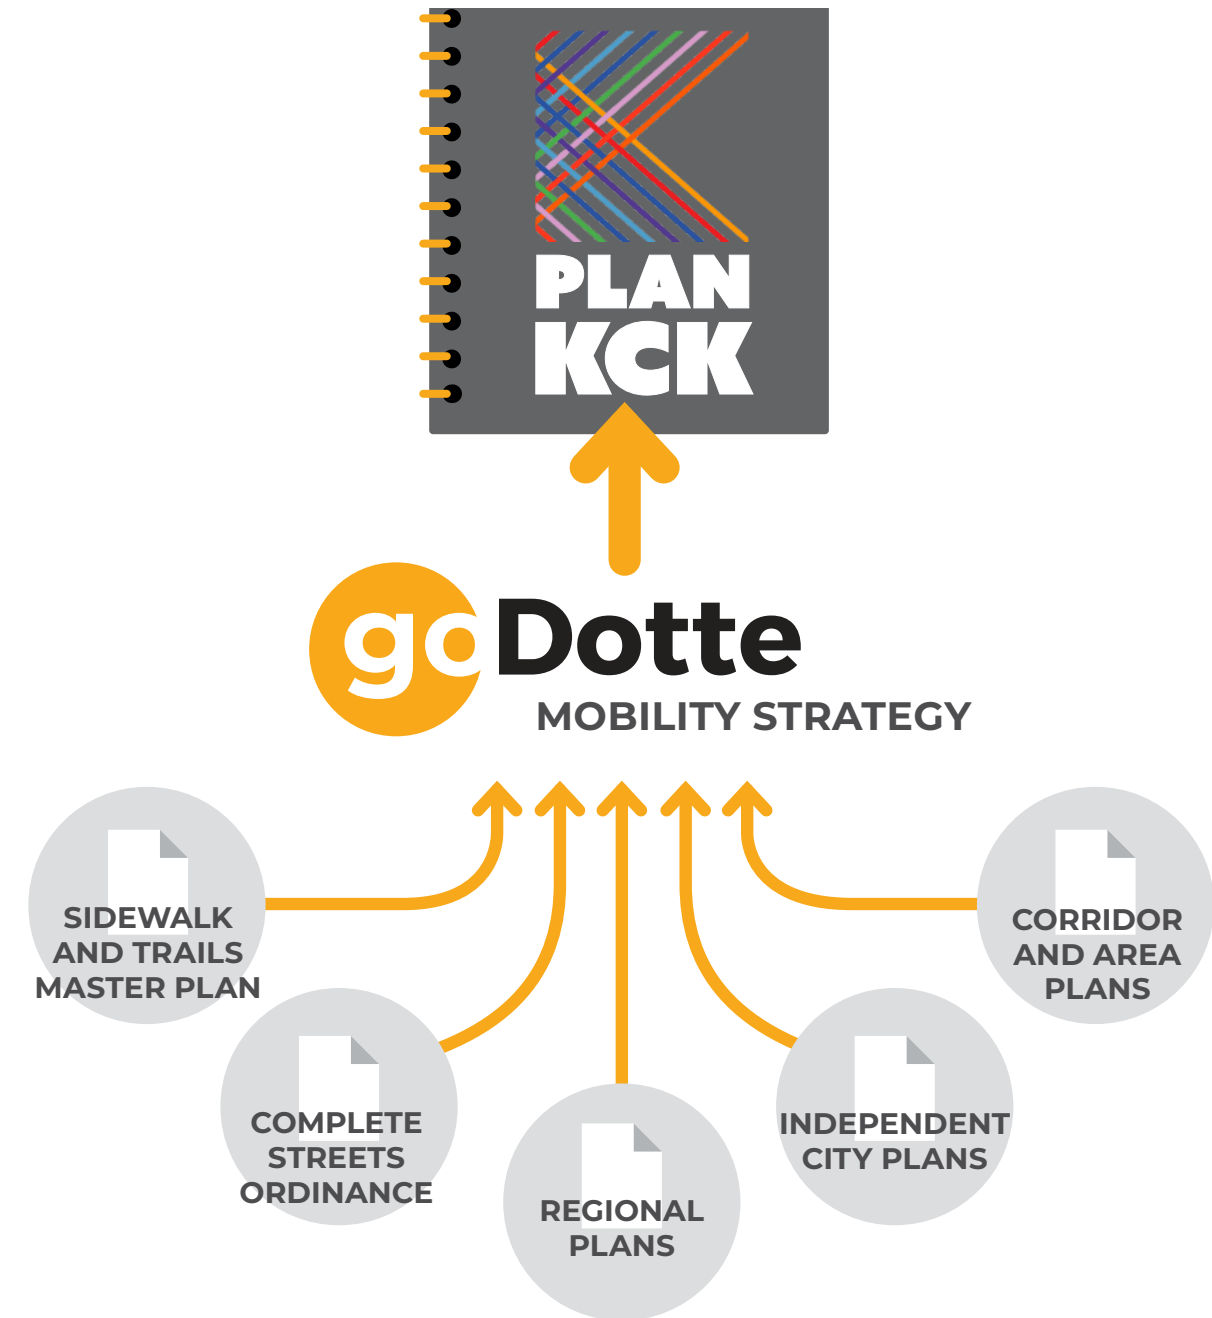 PLAN
KCK
goDotte
MOBILITY STRATEGY
SIDEWALK
AND TRAILS
MASTER PLAN
COMPLETE
STREETS
ORDINANCE
REGIONAL
PLANS
INDEPENDENT
CITY PLANS
CORRIDOR
AND AREA
PLANS